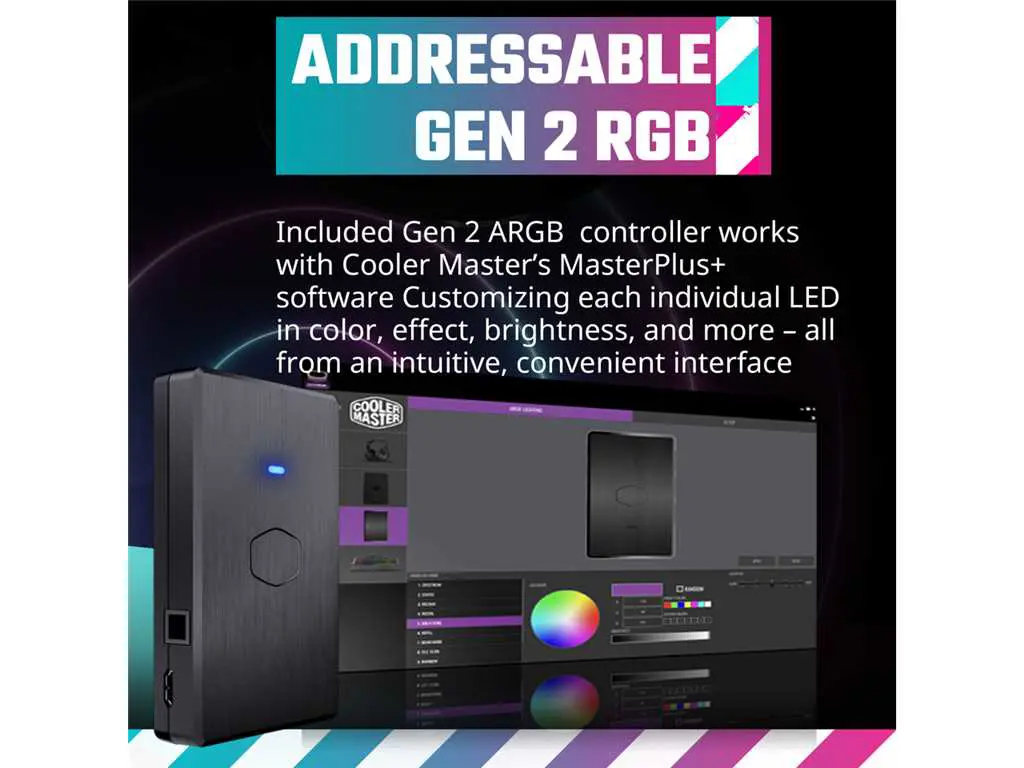 ADDRESSABLE
GEN 2 RGB
Included Gen 2 ARGB  controller works
with Cooler Master’s MasterPlus+
software Customizing each individual LED
in color, effect, brightness, and more – all
from an intuitive, convenient interface
COOLER
MASTER
RANDOM